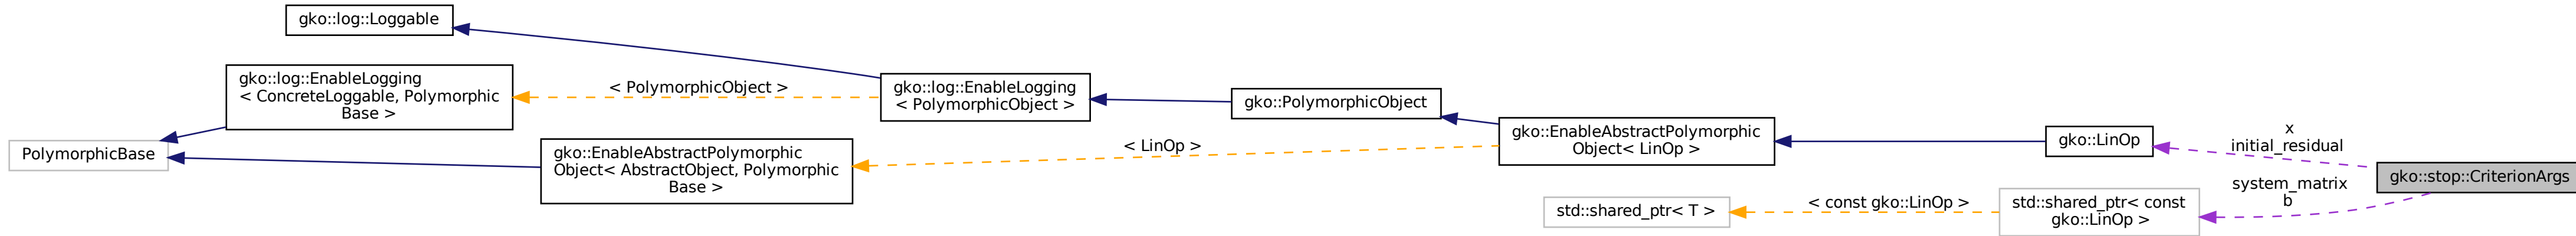 gko::log::Loggable
gko::log::EnableLogging
< ConcreteLoggable, Polymorphic
Base >
< PolymorphicObject >
gko::log::EnableLogging
< PolymorphicObject >
gko::PolymorphicObject
PolymorphicBase
gko::EnableAbstractPolymorphic
Object< AbstractObject, Polymorphic
Base >
< LinOp >
gko::EnableAbstractPolymorphic
Object< LinOp >
gko::LinOp
x
initial_residual
gko::stop::CriterionArgs
std::shared_ptr< T >
< const gko::LinOp >
std::shared_ptr< const
gko::LinOp >
system_matrix
b